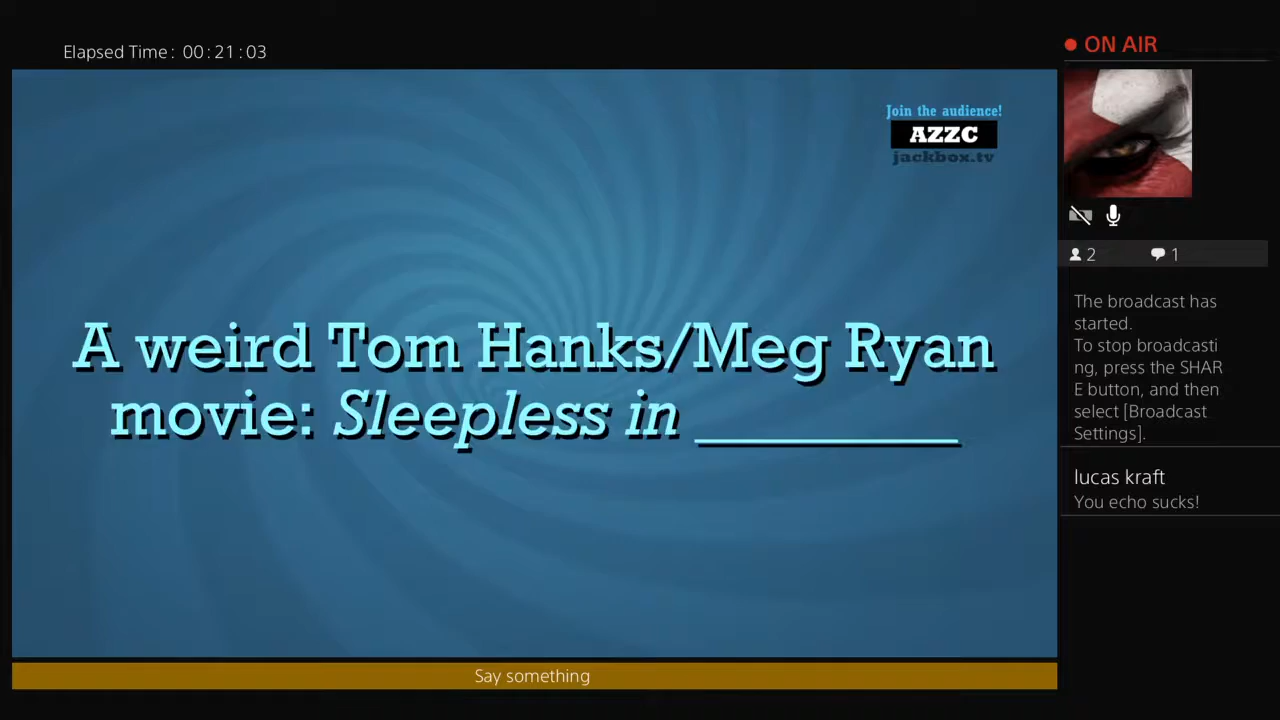 Elapsed Time: 00:21:03
ON AIR
Join the audience!
AZZC
jackbox.tv
2
1
A weird Tom Hanks/Meg Ryan
movie: Sleepless in __________
The broadcast has
started.
To stop broadcasti
ng, press the SHAR
E button, and then
select [Broadcast
Settings].
lucas kraft
You echo sucks!
Say something